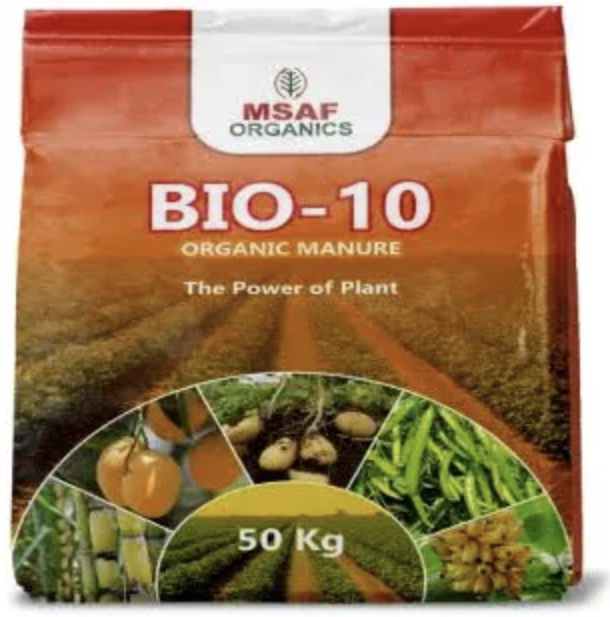 MSAF
ORGANICS
BIO-10
ORGANIC MANURE
The Power of Plant
50 Kg